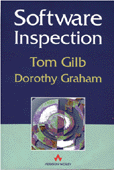 Software
Inspection
Tom Gilb
Dorothy Graham